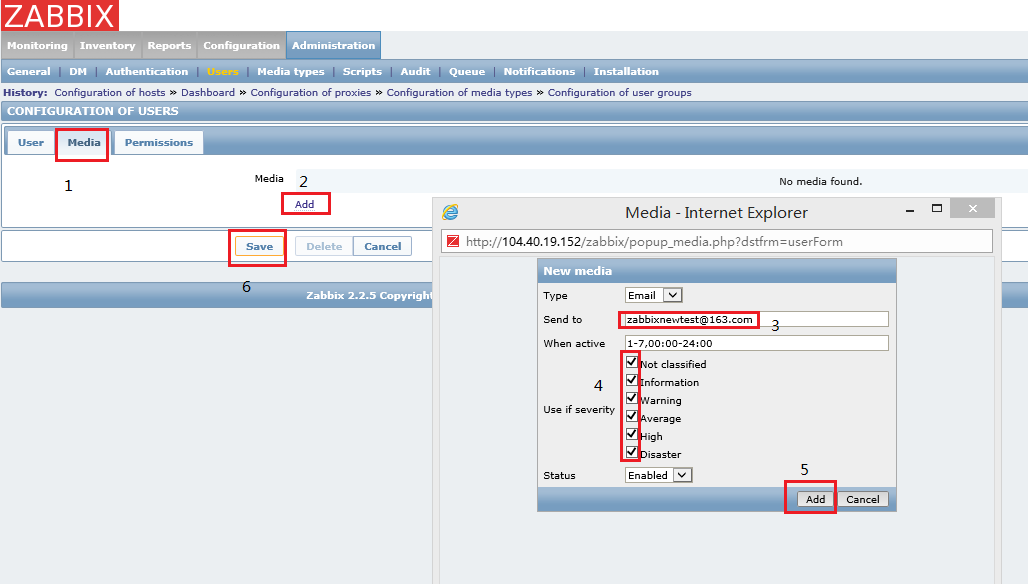 ZABBIX
Monitoring Inventory Reports Configuration Administration
General | DM | Authentication | Users | Media types | Scripts | Audit | Queue | Notifications | Installation
History: Configuration of hosts » Dashboard » Configuration of proxies » Configuration of media types » Configuration of user groups
CONFIGURATION OF USERS
User Media Permissions
1
Media 2 No media found.
Add
Save Delete Cancel
6
Zabbix 2.2.5 Copyright
Media - Internet Explorer
http://104.40.19.152/zabbix/popup_media.php?dstfrm=userForm
New media
Type Email
Send to zabbixnewtest@163.com 3
When active 1-7,00:00-24:00
Use if severity 4
Not classified
Information
Warning
Average
High
Disaster
Status Enabled
5
Add Cancel